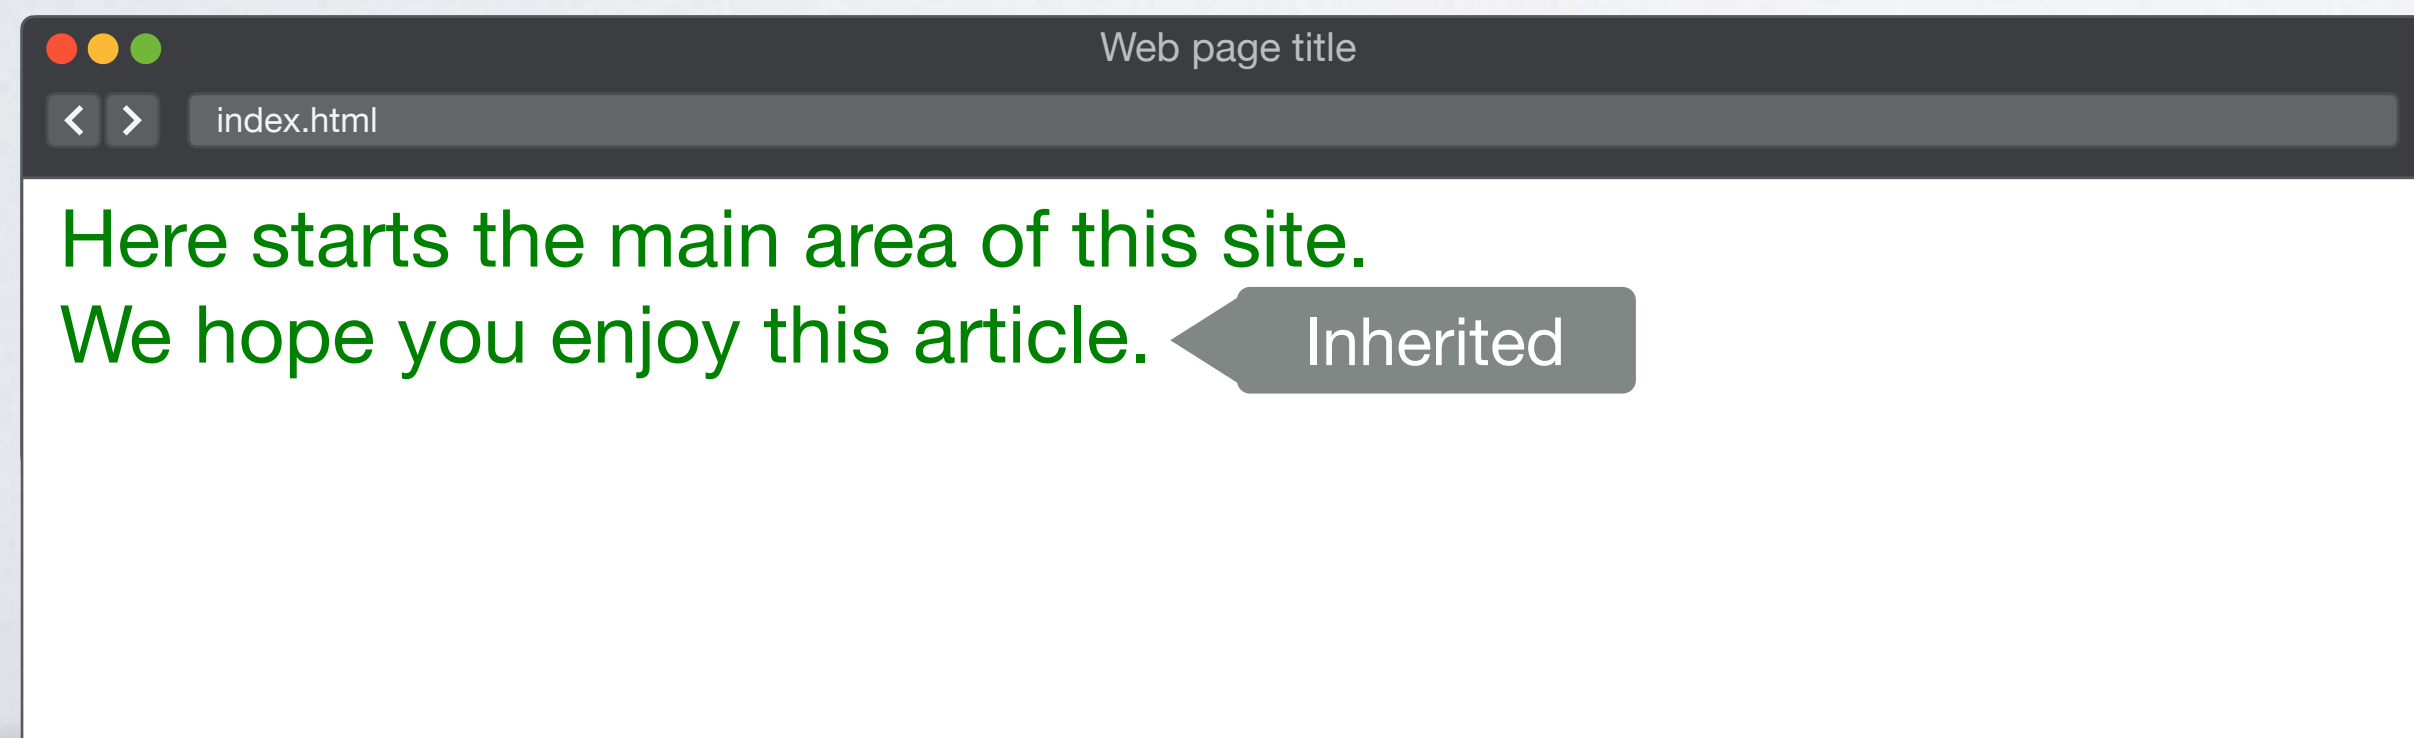 Web page title
index.html
Here starts the main area of this site.
We hope you enjoy this article.
Inherited